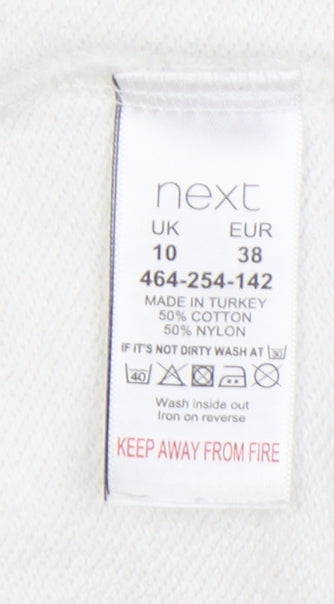 next
UK EUR
10 38
464-254-142
MADE IN TURKEY
50% COTTON
50% NYLON
IF IT'S NOT DIRTY WASH AT 30
40
Wash inside out
Iron on reverse
KEEP AWAY FROM FIRE